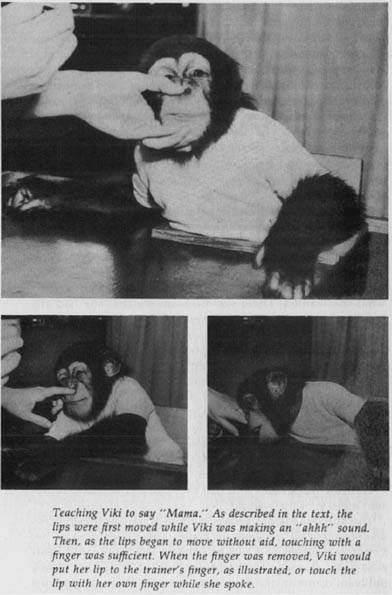 Teaching Viki to say "Mama." As described in the text, the
lips were first moved while Viki was making an "ahhh" sound.
Then, as the lips began to move without aid, touching with a
finger was sufficient. When the finger was removed, Viki would
put her lip to the trainer's finger, as illustrated, or touch the
lip with her own finger while she spoke.